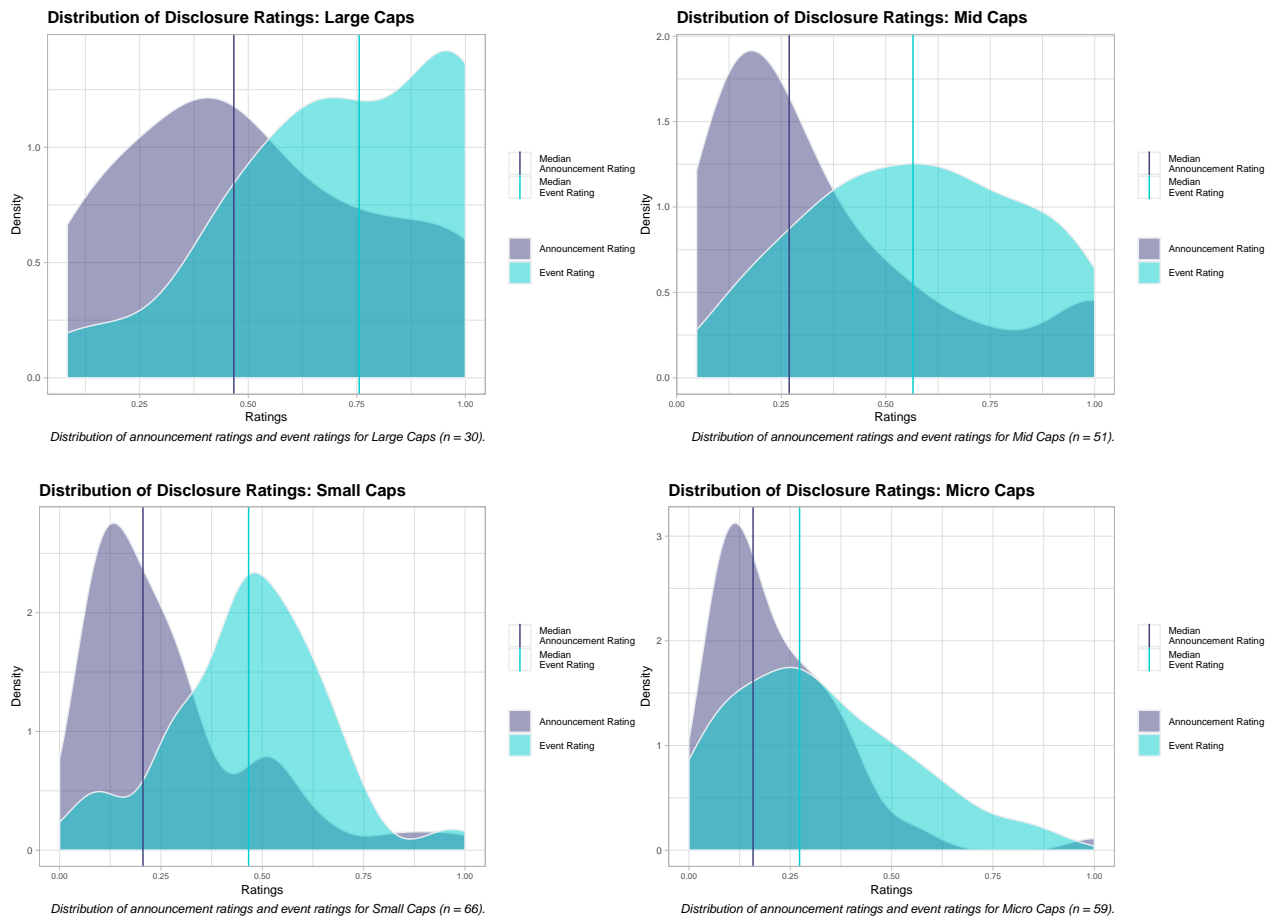 Distribution of Disclosure Ratings: Large Caps
1.0
0.5
0.0
Density
0.25
0.50
0.75
1.00
Ratings
Median
Announcement Rating
Median
Event Rating
Announcement Rating
Event Rating
Distribution of announcement ratings and event ratings for Large Caps (n = 30).
Distribution of Disclosure Ratings: Mid Caps
2.0
1.5
1.0
0.5
0.0
Density
0.00
0.25
0.50
0.75
1.00
Ratings
Median
Announcement Rating
Median
Event Rating
Announcement Rating
Event Rating
Distribution of announcement ratings and event ratings for Mid Caps (n = 51).
Distribution of Disclosure Ratings: Small Caps
2
1
0
Density
0.00
0.25
0.50
0.75
1.00
Ratings
Median
Announcement Rating
Median
Event Rating
Announcement Rating
Event Rating
Distribution of announcement ratings and event ratings for Small Caps (n = 66).
Distribution of Disclosure Ratings: Micro Caps
3
2
1
0
Density
0.00
0.25
0.50
0.75
1.00
Ratings
Median
Announcement Rating
Median
Event Rating
Announcement Rating
Event Rating
Distribution of announcement ratings and event ratings for Micro Caps (n = 59).